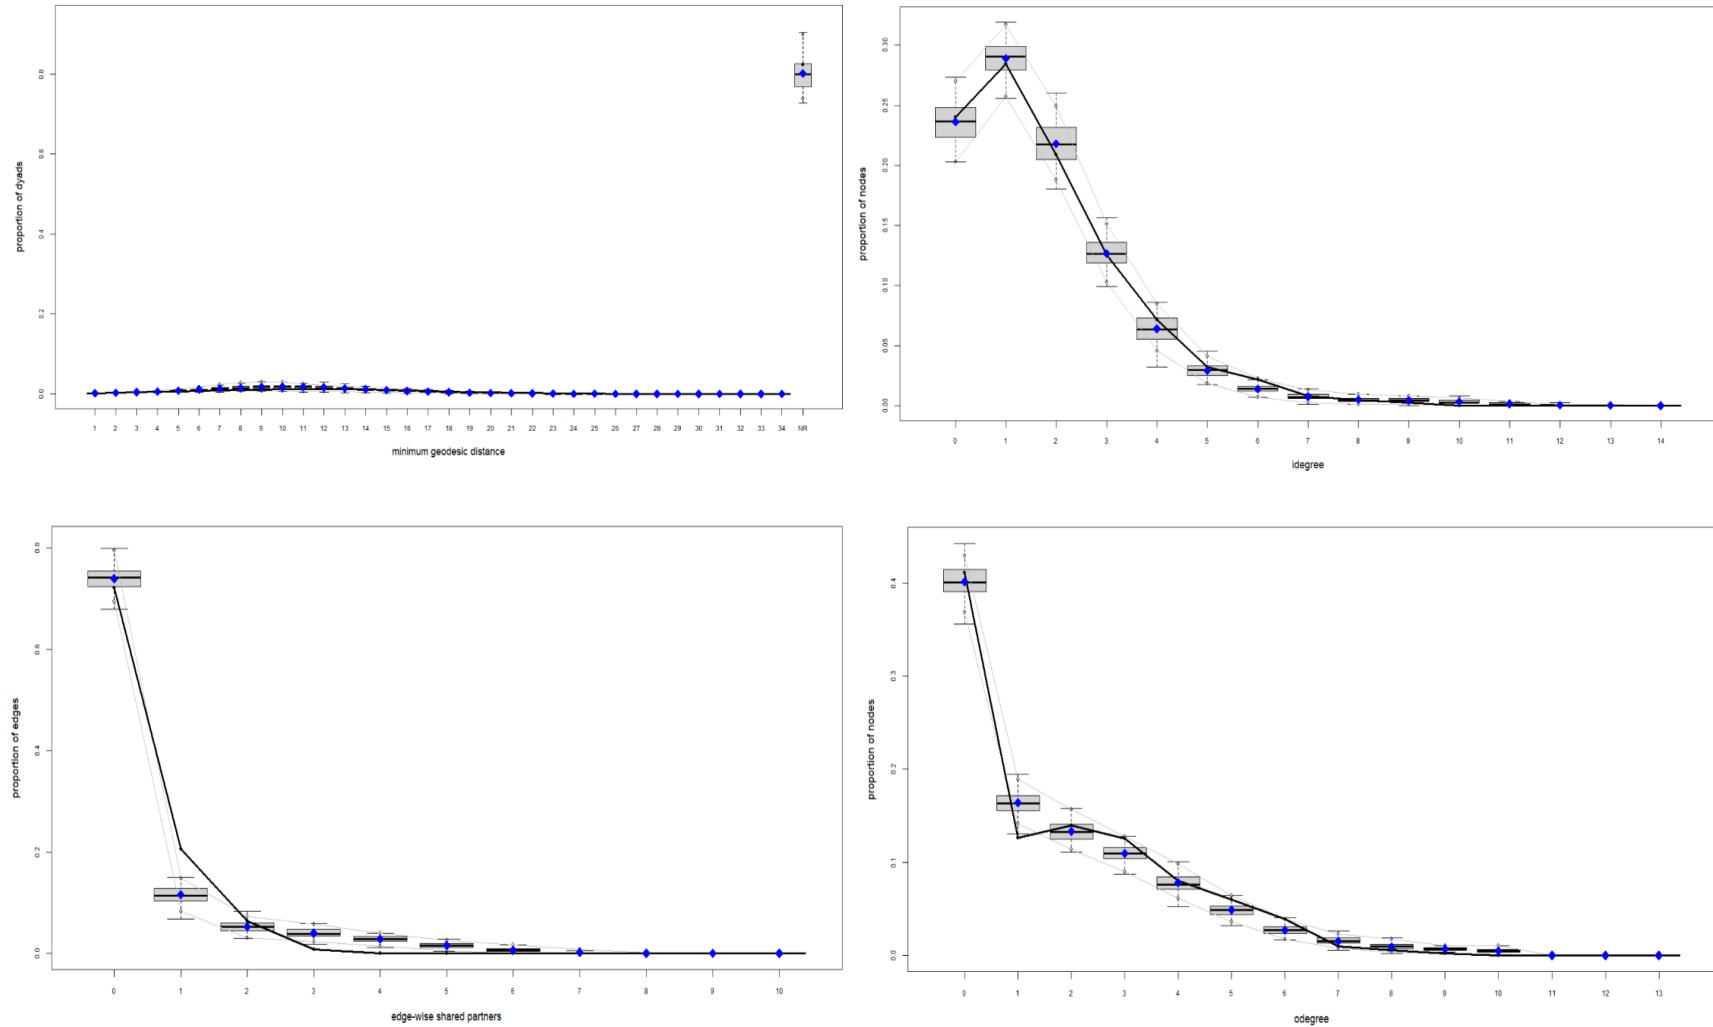 proportion of dyads
0.8
0.6
0.4
0.2
0.0
1 2 3 4 5 6 7 8 9 10 11 12 13 14 15 16 17 18 19 20 21 22 23 24 25 26 27 28 29 30 31 32 33 34 NR
minimum geodesic distance
proportion of nodes
0.30
0.25
0.20
0.15
0.10
0.05
0.00
0 1 2 3 4 5 6 7 8 9 10 11 12 13 14
idegree
proportion of edges
0.8
0.6
0.4
0.2
0.0
0 1 2 3 4 5 6 7 8 9 10
edge-wise shared partners
proportion of nodes
0.4
0.3
0.2
0.1
0.0
0 1 2 3 4 5 6 7 8 9 10 11 12 13
odegree